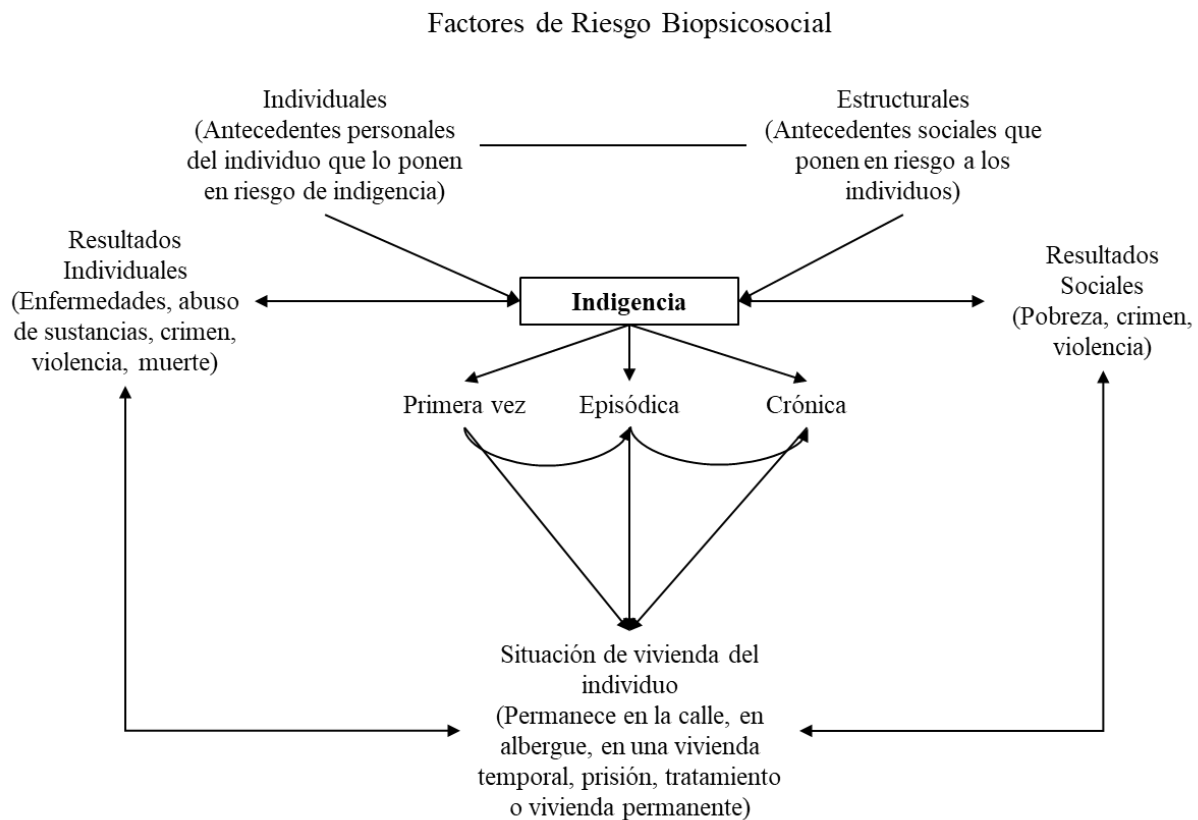 Factores de Riesgo Biopsicosocial
Individuales
(Antecedentes personales
del individuo que lo ponen
en riesgo de indigencia)
Estructurales
(Antecedentes sociales que
ponen en riesgo a los
individuos)
Resultados
Individuales
(Enfermedades, abuso
de sustancias, crimen,
violencia, muerte)
Indigencia
Resultados
Sociales
(Pobreza, crimen,
violencia)
Primera vez
Episódica
Crónica
Situación de vivienda del
individuo
(Permanece en la calle, en
albergue, en una vivienda
temporal, prisión, tratamiento
o vivienda permanente)